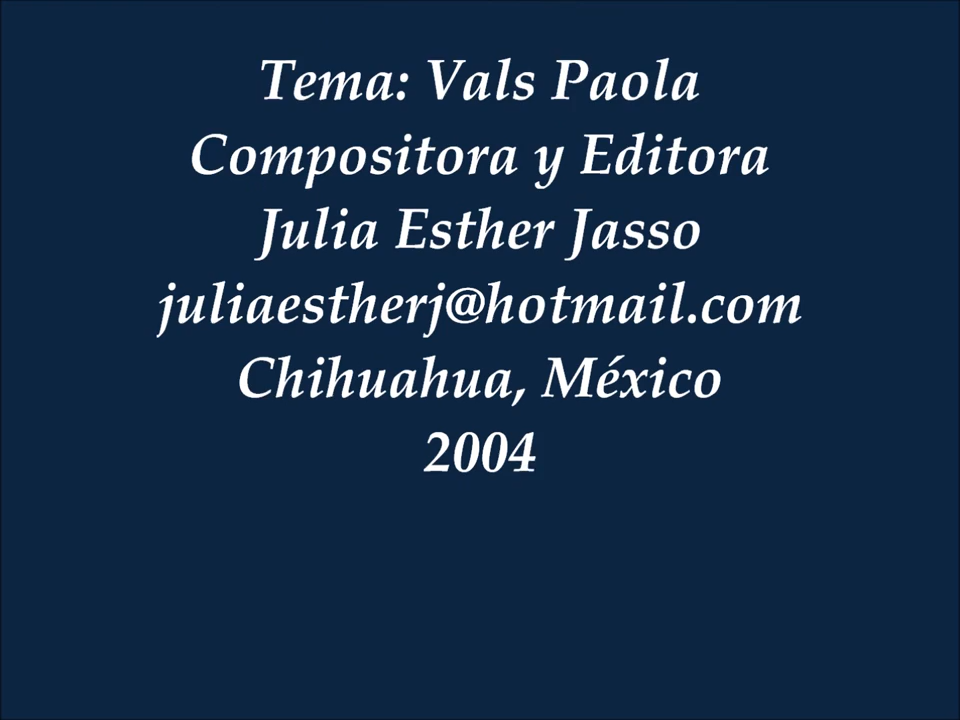 Tema: Vals Paola
Compositora y Editora
Julia Esther Jasso
juliaestherj@hotmail.com
Chihuahua, México
2004